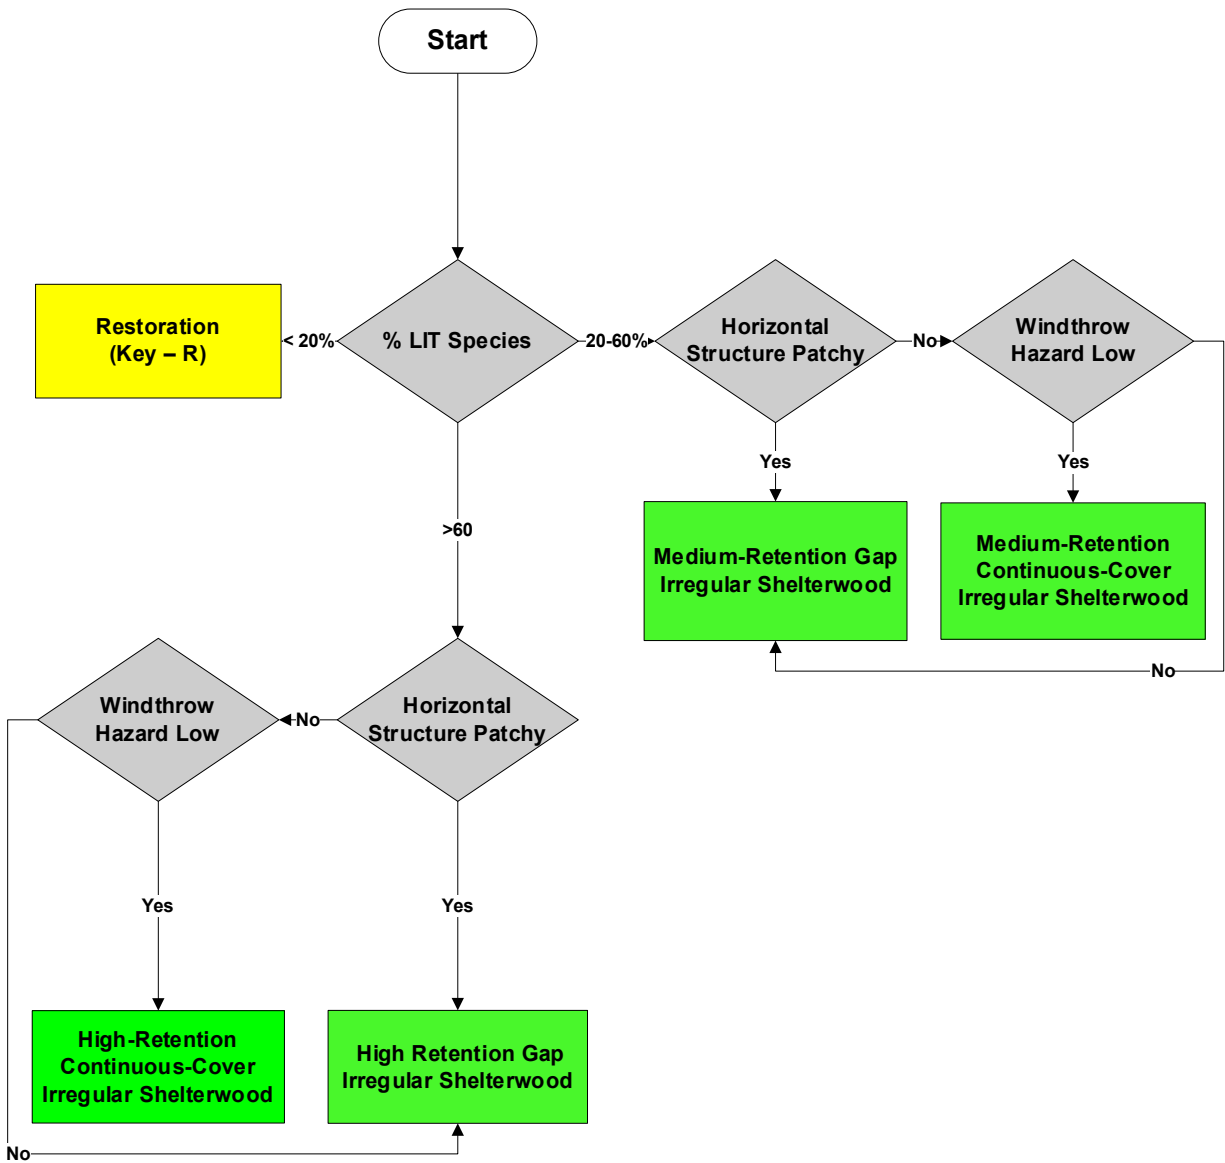 Start
Restoration
(Key – R)
< 20%
% LIT Species
20-60%
Horizontal
Structure Patchy
No
Windthrow
Hazard Low
Yes
Yes
Medium-Retention Gap
Irregular Shelterwood
Medium-Retention
Continuous-Cover
Irregular Shelterwood
No
>60
Windthrow
Hazard Low
No
Horizontal
Structure Patchy
Yes
Yes
High-Retention
Continuous-Cover
Irregular Shelterwood
High Retention Gap
Irregular Shelterwood
No